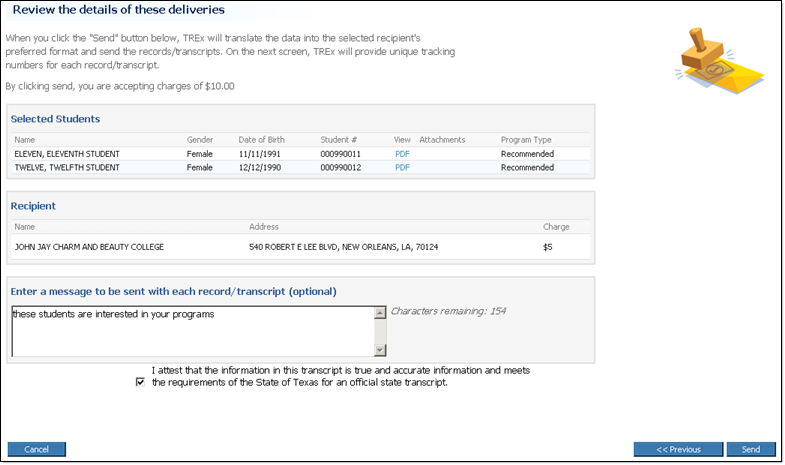 Review the details of these deliveries
When you click the "Send" button below, TREx will translate the data into the selected recipient's
preferred format and send the records/transcripts. On the next screen, TREx will provide unique tracking
numbers for each record/transcript.
By clicking send, you are accepting charges of $10.00
Selected Students
Name Gender Date of Birth Student # View Attachments Program Type
ELEVEN, ELEVENTH STUDENT Female 11/11/1991 000990011 PDF Recommended
TWELVE, TWELFTH STUDENT Female 12/12/1990 000990012 PDF Recommended
Recipient
Name Address Charge
JOHN JAY CHARM AND BEAUTY COLLEGE 540 ROBERT E LEE BLVD, NEW ORLEANS, LA, 70124 $5
Enter a message to be sent with each record/transcript (optional)
these students are interested in your programs Characters remaining: 154
I attest that the information in this transcript is true and accurate information and meets
the requirements of the State of Texas for an official state transcript.
Cancel << Previous Send